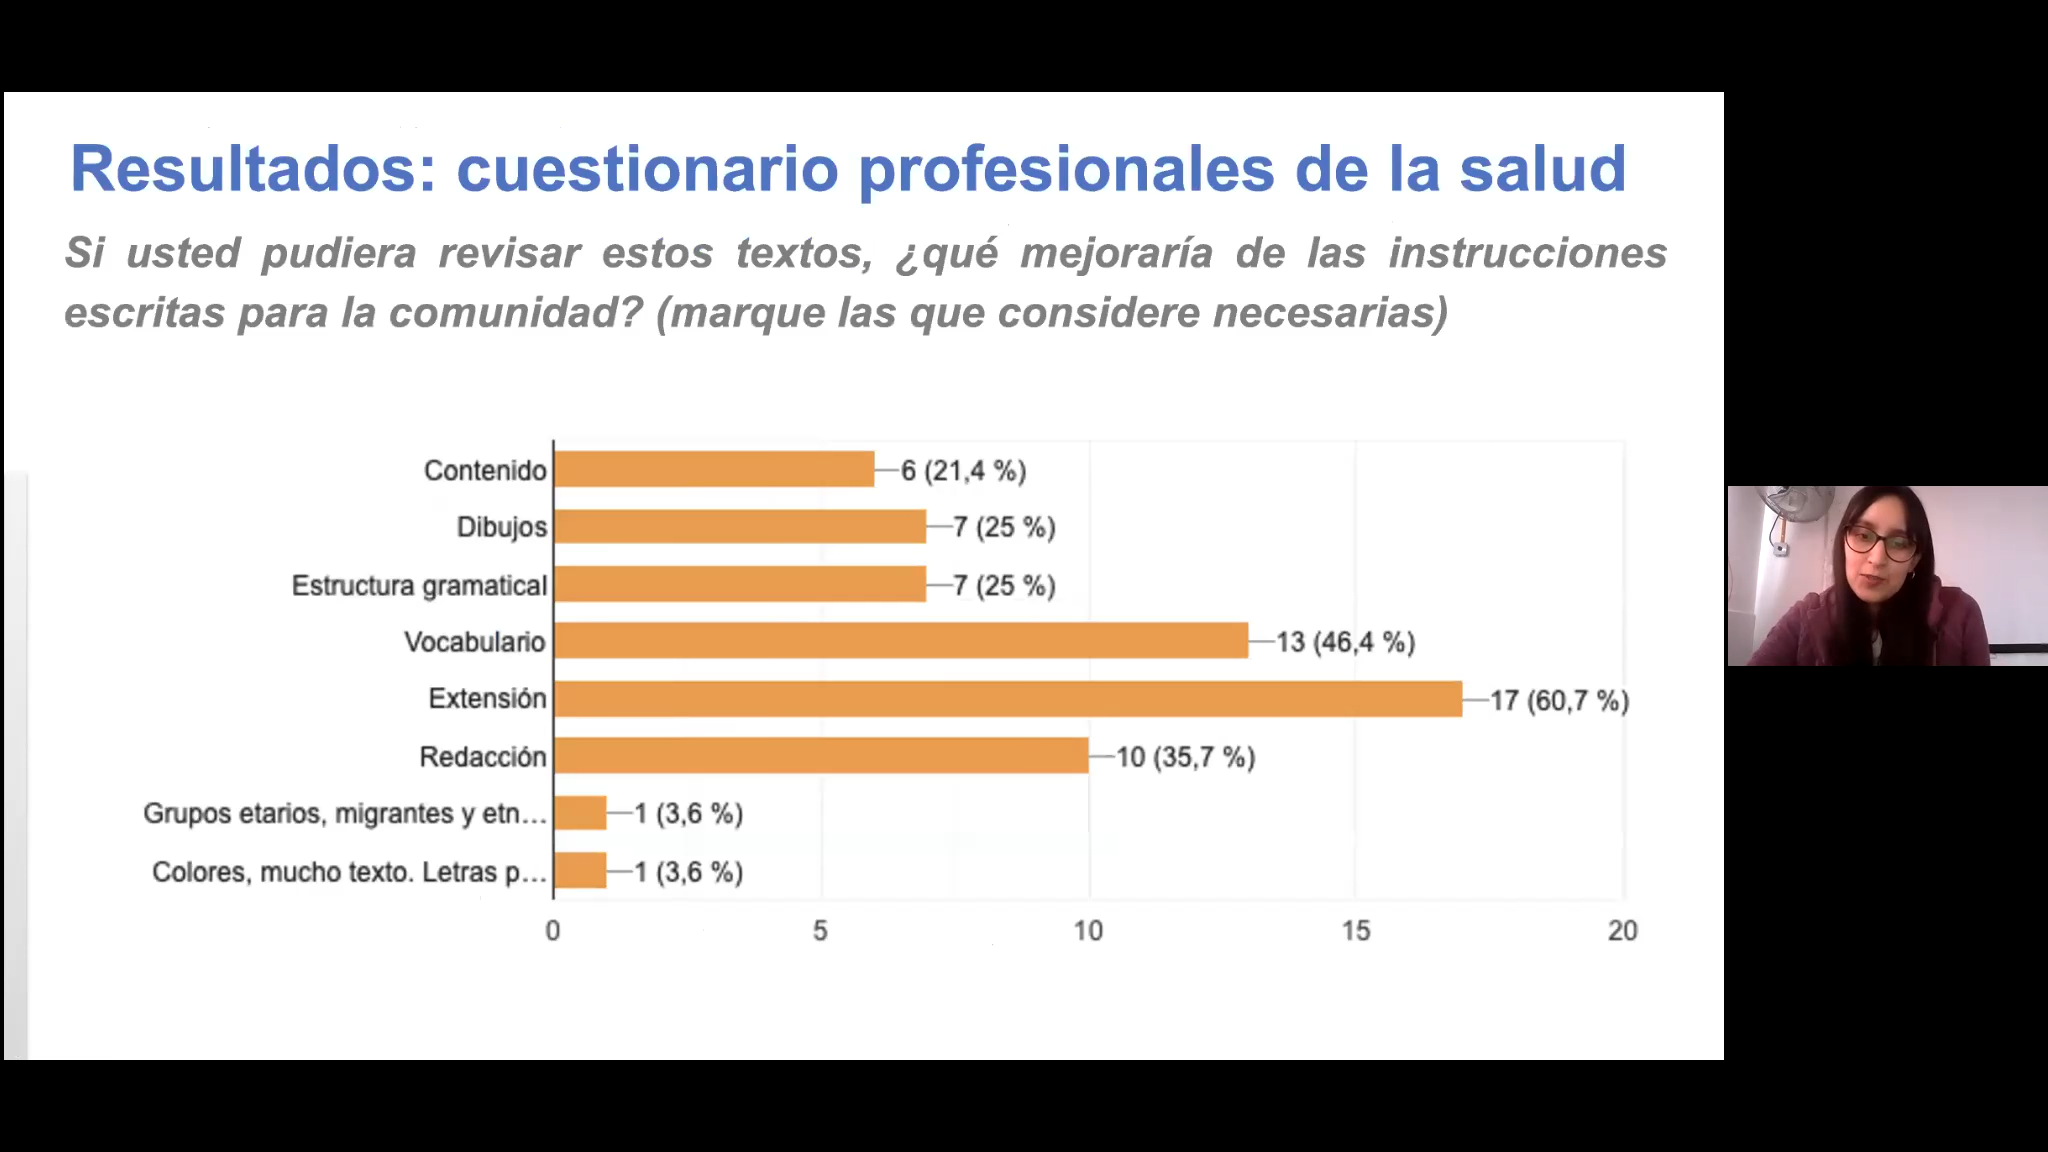 Resultados: cuestionario profesionales de la salud
Si usted pudiera revisar estos textos, ¿qué mejoraría de las instrucciones
escritas para la comunidad? (marque las que considere necesarias)
Contenido 6 (21,4 %)
Dibujos 7 (25 %)
Estructura gramatical 7 (25 %)
Vocabulario 13 (46,4 %)
Extensión 17 (60,7 %)
Redacción 10 (35,7 %)
Grupos etarios, migrantes y etn... 1 (3,6 %)
Colores, mucho texto. Letras p... 1 (3,6 %)
0 5 10 15 20